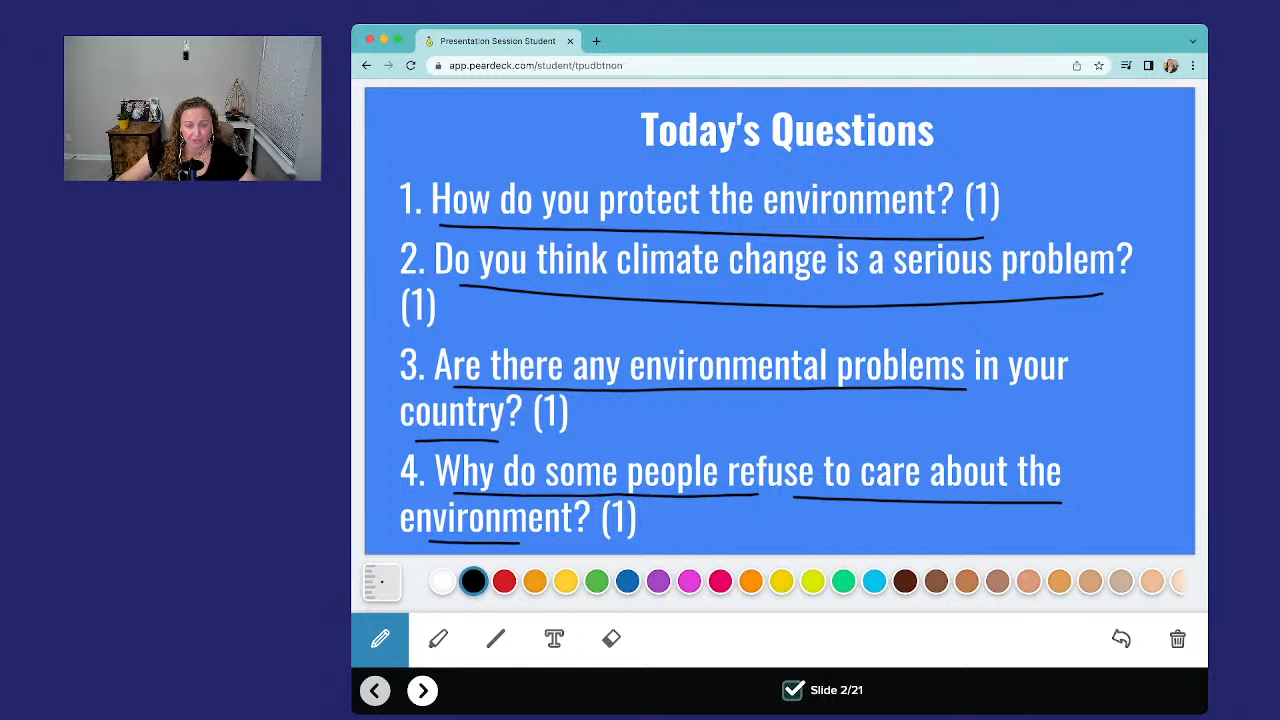 Presentation Session Student
app.peardeck.com/student/tpudbtnon
Today's Questions
1. How do you protect the environment? (1)
2. Do you think climate change is a serious problem?
(1)
3. Are there any environmental problems in your
country? (1)
4. Why do some people refuse to care about the
environment? (1)
T
Slide 2/21